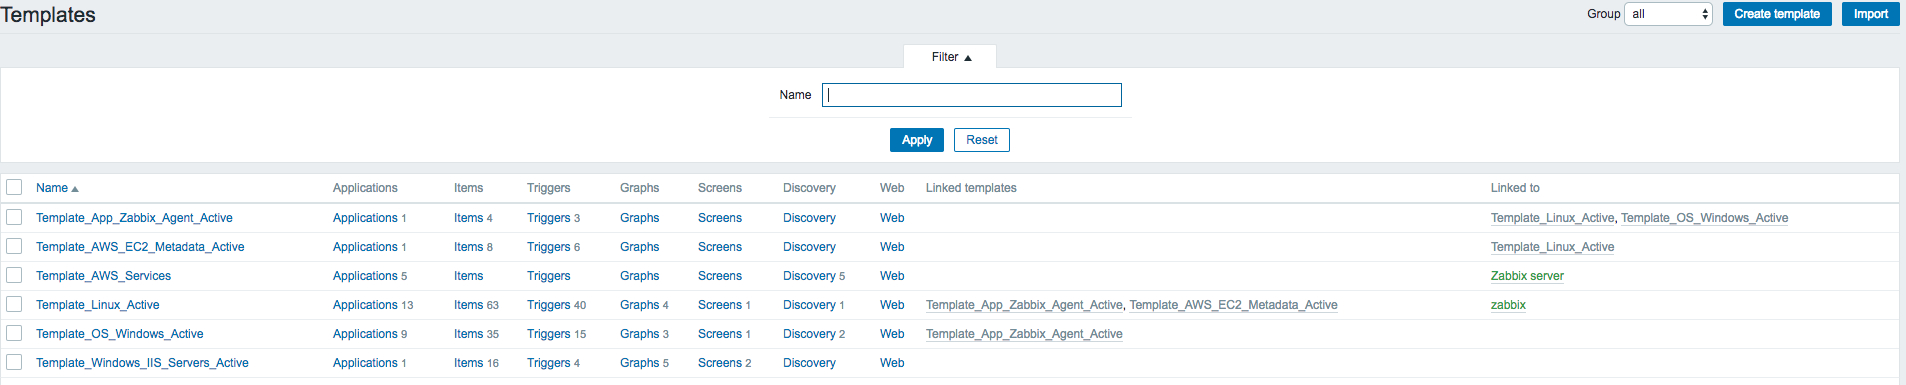 Templates Group all Create template Import
Filter ▲
Name
Apply Reset
Name ▲ Applications Items Triggers Graphs Screens Discovery Web Linked templates Linked to
Template_App_Zabbix_Agent_Active Applications 1 Items 4 Triggers 3 Graphs Screens Discovery Web Template_Linux_Active, Template_OS_Windows_Active
Template_AWS_EC2_Metadata_Active Applications 1 Items 8 Triggers 6 Graphs Screens Discovery Web Template_Linux_Active
Template_AWS_Services Applications 5 Items Triggers Graphs Screens Discovery 5 Web Zabbix server
Template_Linux_Active Applications 13 Items 63 Triggers 40 Graphs 4 Screens 1 Discovery 1 Web Template_App_Zabbix_Agent_Active, Template_AWS_EC2_Metadata_Active zabbix
Template_OS_Windows_Active Applications 9 Items 35 Triggers 15 Graphs 3 Screens 1 Discovery 2 Web Template_App_Zabbix_Agent_Active
Template_Windows_IIS_Servers_Active Applications 1 Items 16 Triggers 4 Graphs 5 Screens 2 Discovery Web